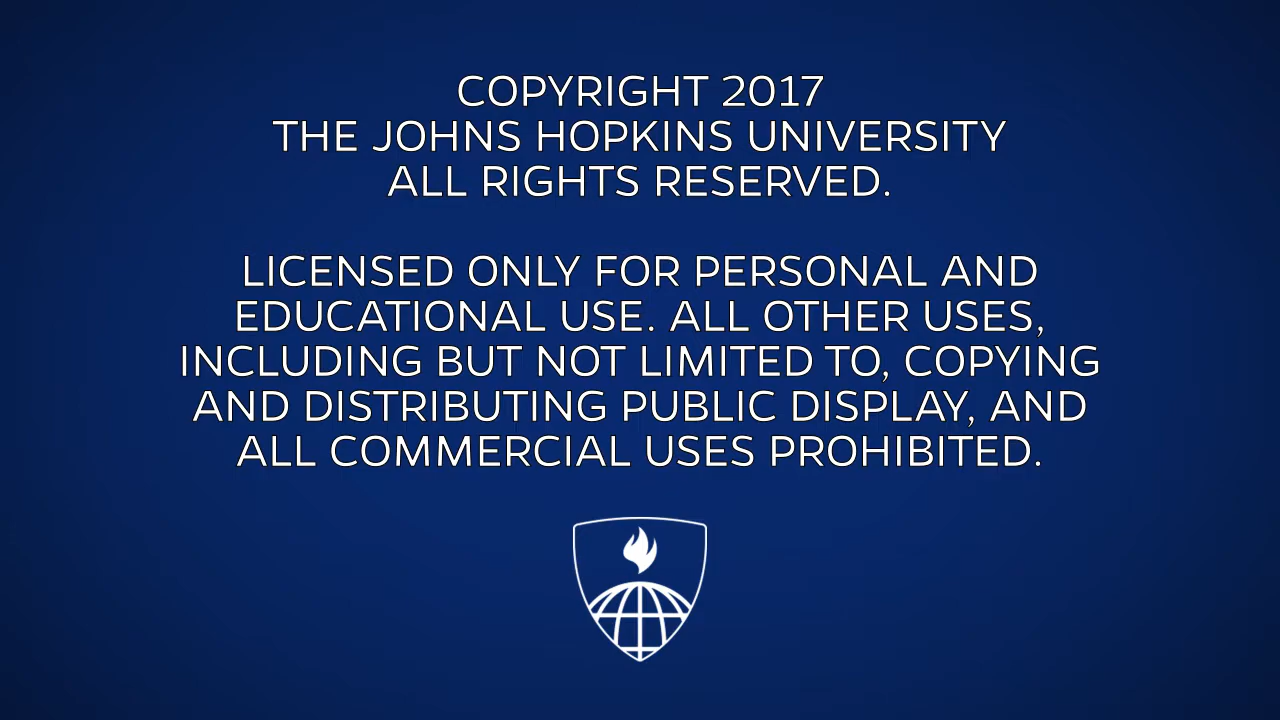 COPYRIGHT 2017
THE JOHNS HOPKINS UNIVERSITY
ALL RIGHTS RESERVED.
LICENSED ONLY FOR PERSONAL AND
EDUCATIONAL USE. ALL OTHER USES,
INCLUDING BUT NOT LIMITED TO, COPYING
AND DISTRIBUTING PUBLIC DISPLAY, AND
ALL COMMERCIAL USES PROHIBITED.